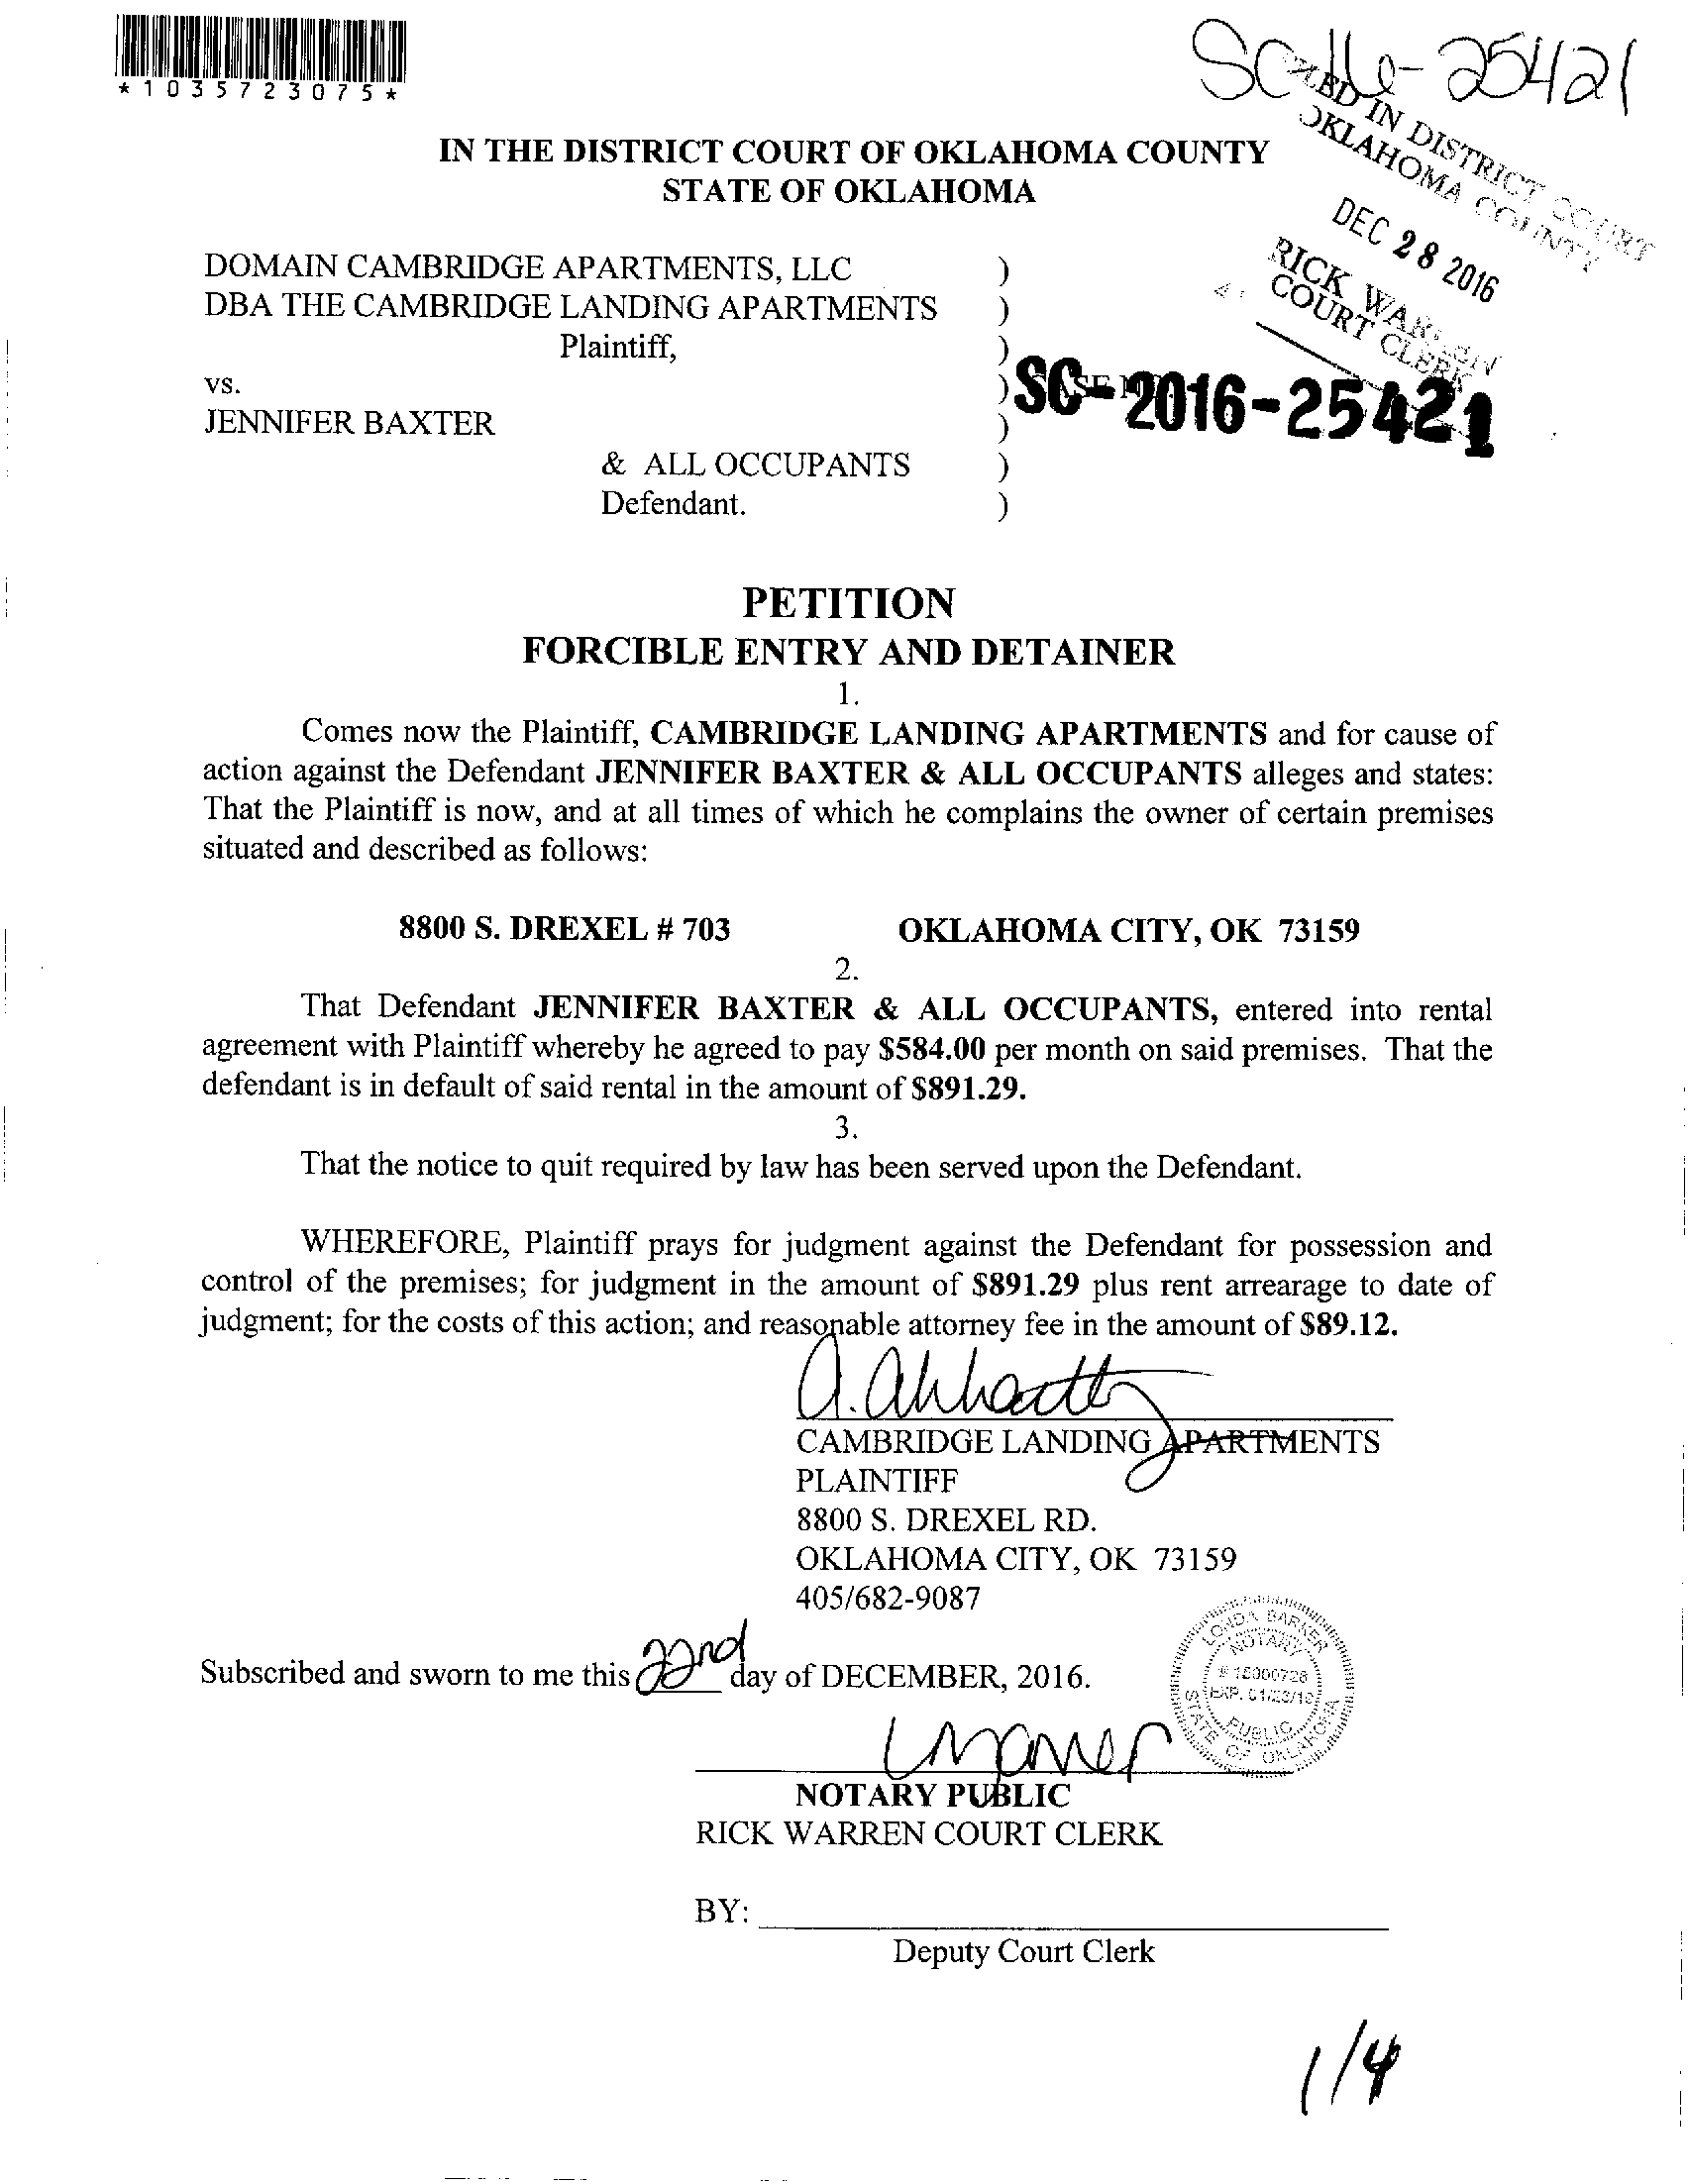 *1035723075*
SC16-25421
FILED IN DISTRICT COURT
OKLAHOMA COUNTY
DEC 28 2016
RICK WARREN
COURT CLERK
IN THE DISTRICT COURT OF OKLAHOMA COUNTY
STATE OF OKLAHOMA
DOMAIN CAMBRIDGE APARTMENTS, LLC )
DBA THE CAMBRIDGE LANDING APARTMENTS )
Plaintiff, )
vs. ) SC-2016-25421
JENNIFER BAXTER )
& ALL OCCUPANTS )
Defendant. )
PETITION
FORCIBLE ENTRY AND DETAINER
1.
Comes now the Plaintiff, CAMBRIDGE LANDING APARTMENTS and for cause of
action against the Defendant JENNIFER BAXTER & ALL OCCUPANTS alleges and states:
That the Plaintiff is now, and at all times of which he complains the owner of certain premises
situated and described as follows:
8800 S. DREXEL # 703 OKLAHOMA CITY, OK 73159
2.
That Defendant JENNIFER BAXTER & ALL OCCUPANTS, entered into rental
agreement with Plaintiff whereby he agreed to pay $584.00 per month on said premises. That the
defendant is in default of said rental in the amount of $891.29.
3.
That the notice to quit required by law has been served upon the Defendant.
WHEREFORE, Plaintiff prays for judgment against the Defendant for possession and
control of the premises; for judgment in the amount of $891.29 plus rent arrearage to date of
judgment; for the costs of this action; and reasonable attorney fee in the amount of $89.12.
CAMBRIDGE LANDING APARTMENTS
PLAINTIFF
8800 S. DREXEL RD.
OKLAHOMA CITY, OK 73159
405/682-9087
Subscribed and sworn to me this 22nd day of DECEMBER, 2016.
LONDA BARKER
NOTARY
PUBLIC
STATE OF OKLAHOMA
NOTARY PUBLIC
RICK WARREN COURT CLERK
BY:
Deputy Court Clerk
1/4